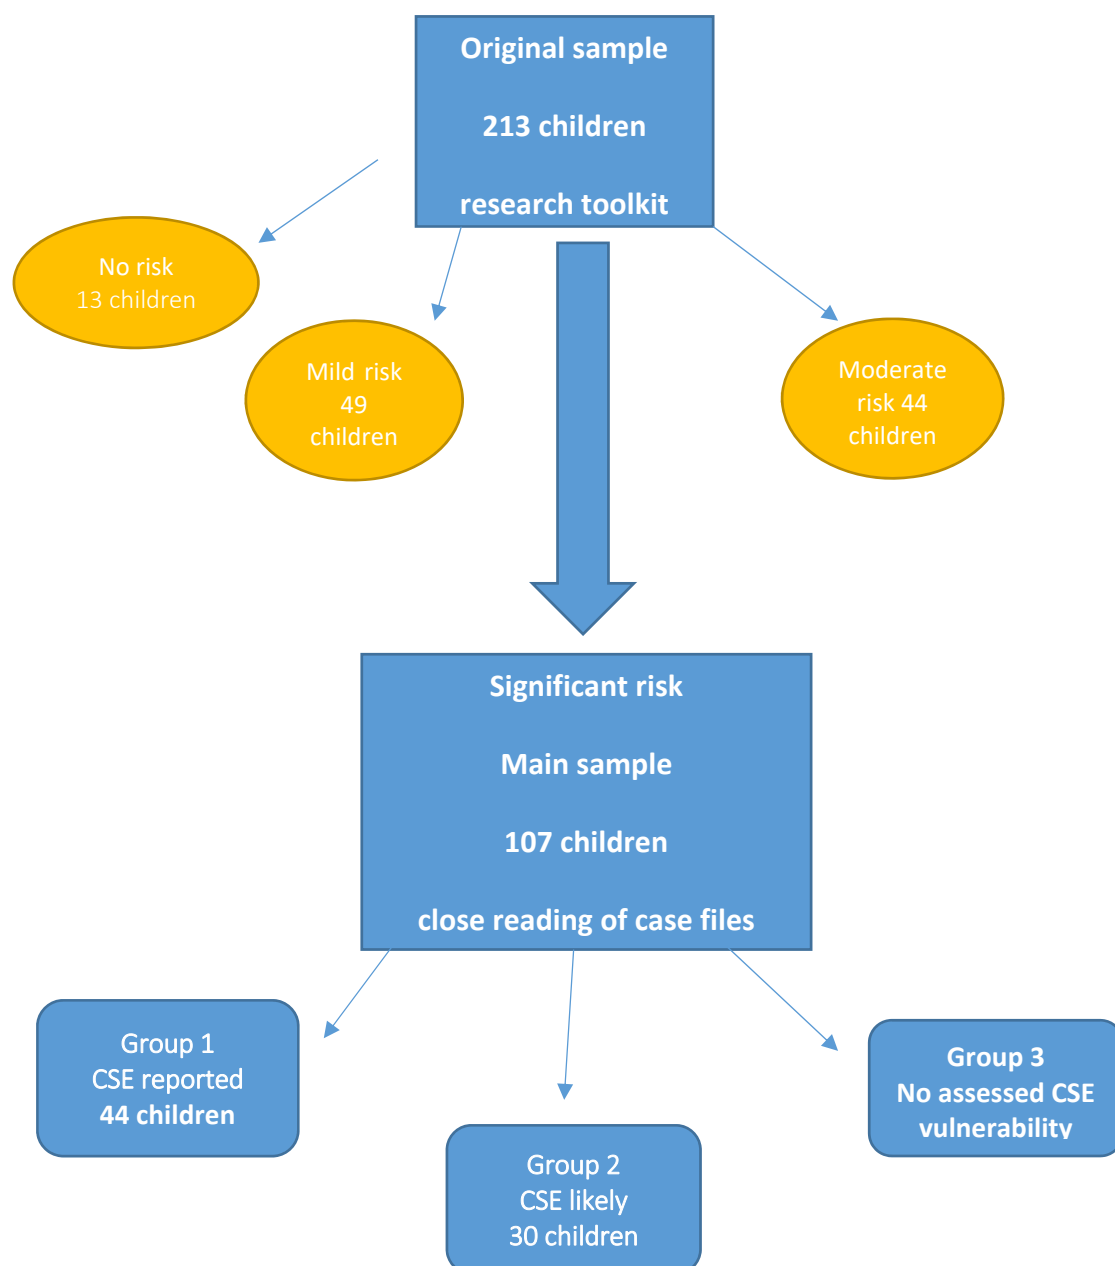 Original sample
213 children
research toolkit
No risk
13 children
Mild risk
49
children
Moderate
risk 44
children
Significant risk
Main sample
107 children
close reading of case files
Group 1
CSE reported
44 children
Group 2
CSE likely
30 children
Group 3
No assessed CSE
vulnerability